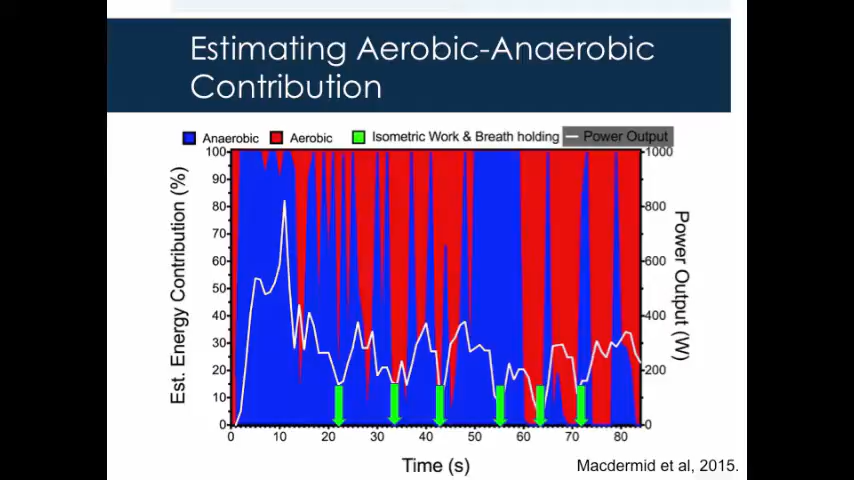 Estimating Aerobic-Anaerobic
Contribution
Anaerobic Aerobic Isometric Work & Breath holding Power Output
Est. Energy Contribution (%)
100
90
80
70
60
50
40
30
20
10
0
1000
800
600
400
200
0
Power Output (W)
0 10 20 30 40 50 60 70 80
Time (s)
Macdermid et al, 2015.